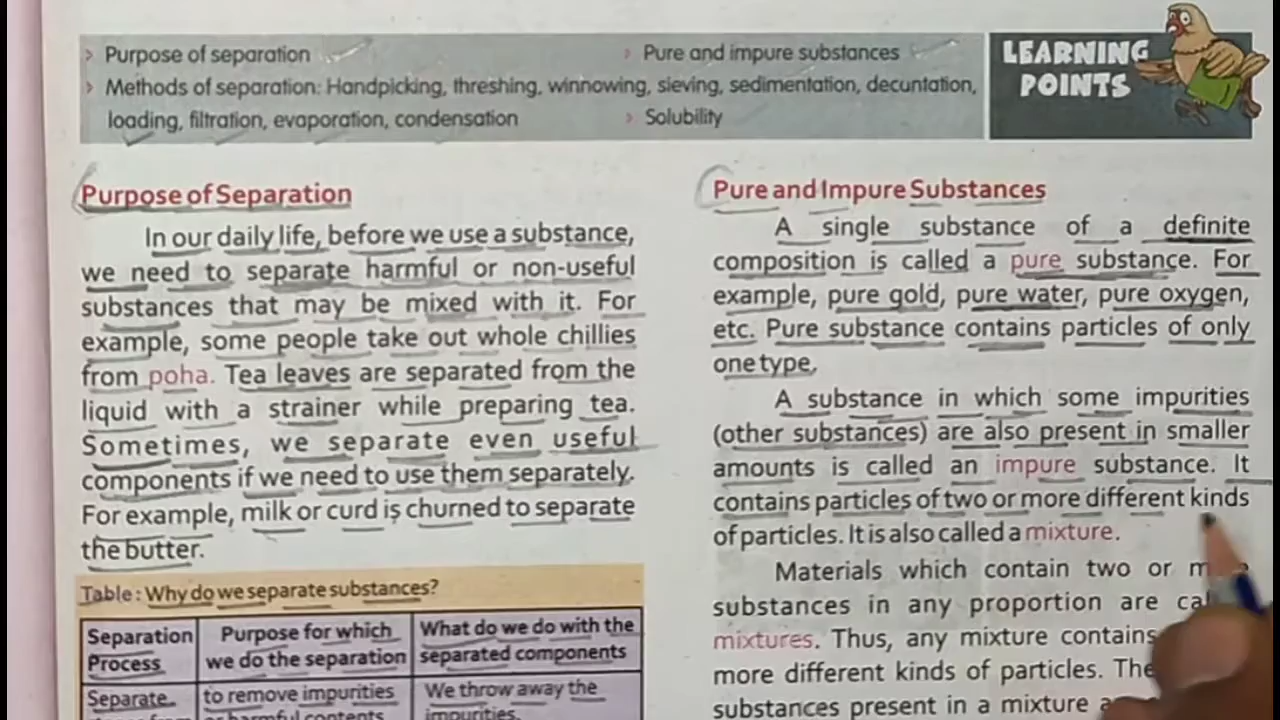 Purpose of separation
Pure and impure substances
Methods of separation: Handpicking, threshing, winnowing, sieving, sedimentation, decuntation,
loading, filtration, evaporation, condensation
Solubility
LEARNING
POINTS
Purpose of Separation
In our daily life, before we use a substance,
we need to separate harmful or non-useful
substances that may be mixed with it. For
example, some people take out whole chillies
from poha. Tea leaves are separated from the
liquid with a strainer while preparing tea.
Sometimes, we separate even useful
components if we need to use them separately.
For example, milk or curd is churned to separate
the butter.
Table : Why do we separate substances?
Separation
Process
Purpose for which
we do the separation
What do we do with the
separated components
Separate
to remove impurities
or harmful contents
We throw away the
impurities.
Pure and Impure Substances
A single substance of a definite
composition is called a pure substance. For
example, pure gold, pure water, pure oxygen,
etc. Pure substance contains particles of only
one type.
A substance in which some impurities
(other substances) are also present in smaller
amounts is called an impure substance. It
contains particles of two or more different kinds
of particles. It is also called a mixture.
Materials which contain two or
substances in any proportion are
mixtures. Thus, any mixture contains
more different kinds of particles.
substances present in a mixture